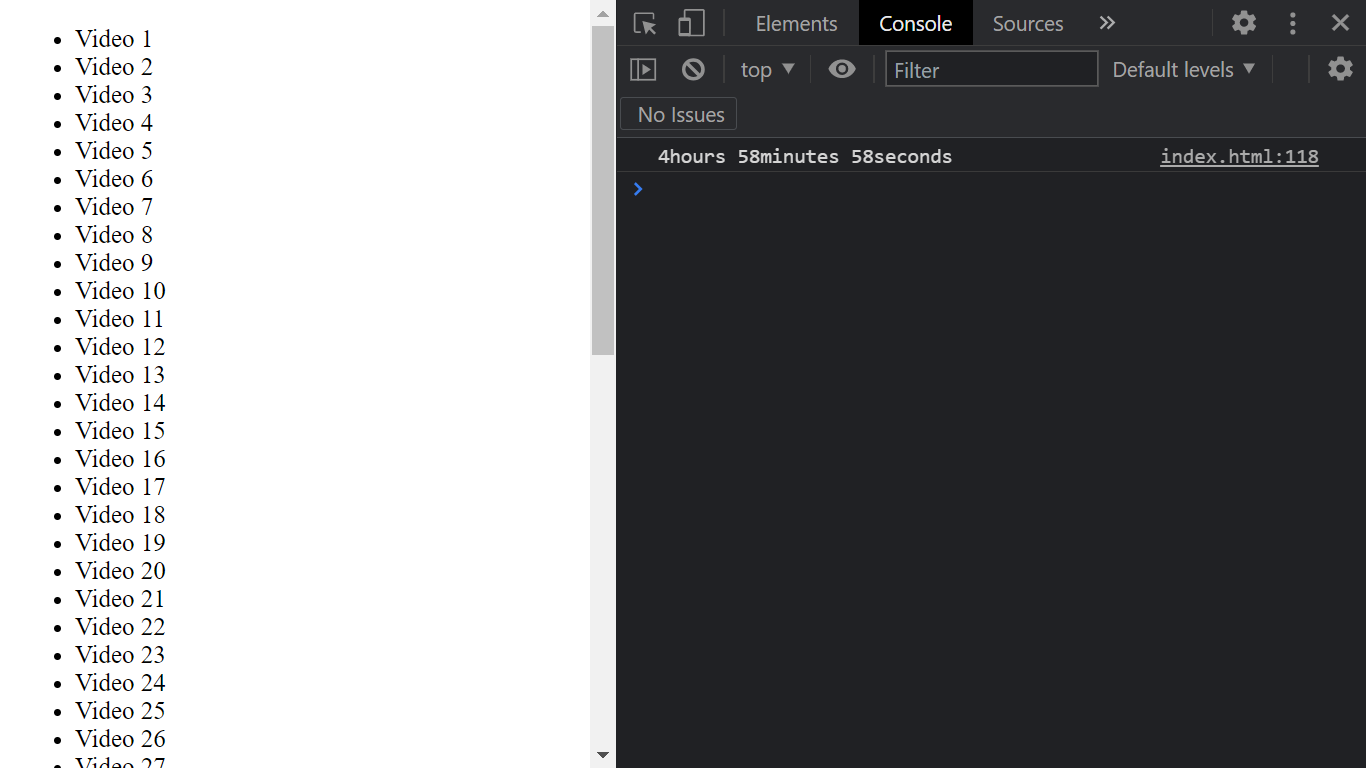 Video 1
Video 2
Video 3
Video 4
Video 5
Video 6
Video 7
Video 8
Video 9
Video 10
Video 11
Video 12
Video 13
Video 14
Video 15
Video 16
Video 17
Video 18
Video 19
Video 20
Video 21
Video 22
Video 23
Video 24
Video 25
Video 26
Video 27
Elements Console Sources
top Filter Default levels
No Issues
4hours 58minutes 58seconds index.html:118